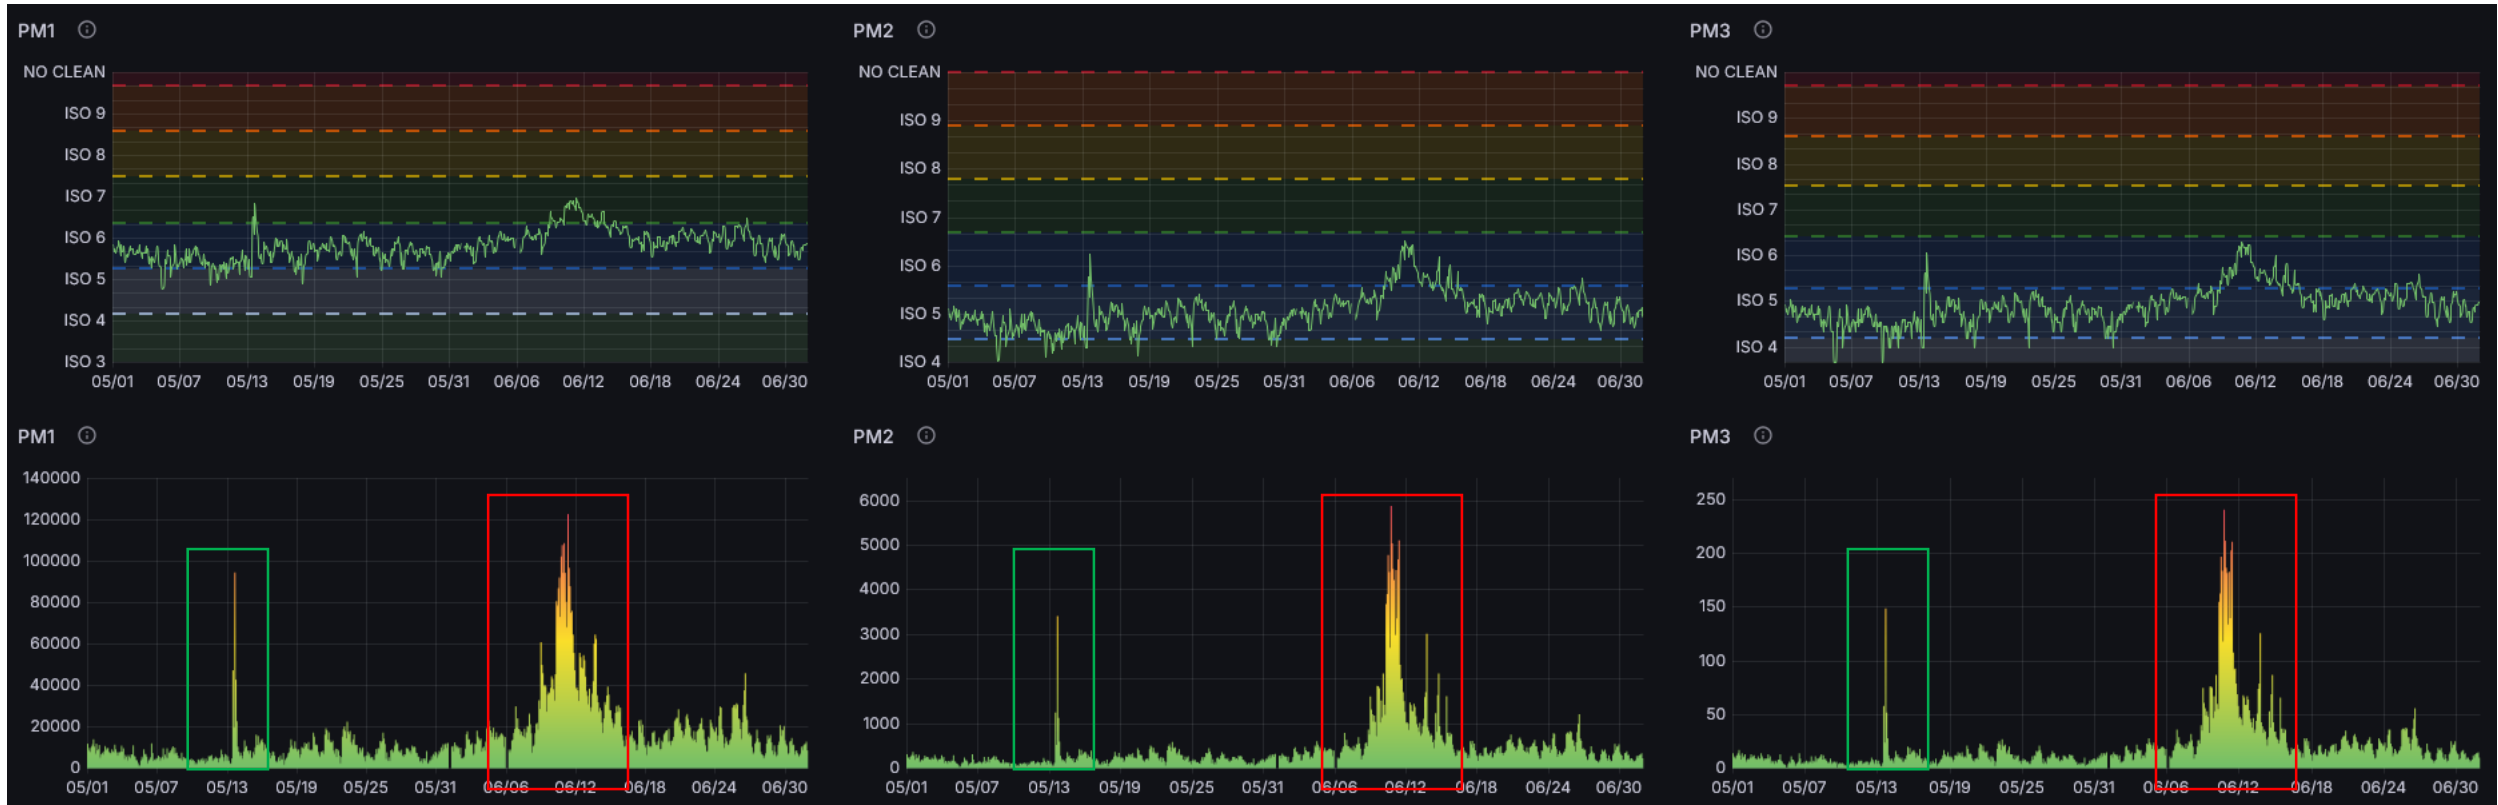 PM1
NO CLEAN
ISO 9
ISO 8
ISO 7
ISO 6
ISO 5
ISO 4
ISO 3
05/01 05/07 05/13 05/19 05/25 05/31 06/06 06/12 06/18 06/24 06/30
PM2
NO CLEAN
ISO 9
ISO 8
ISO 7
ISO 6
ISO 5
ISO 4
05/01 05/07 05/13 05/19 05/25 05/31 06/06 06/12 06/18 06/24 06/30
PM3
NO CLEAN
ISO 9
ISO 8
ISO 7
ISO 6
ISO 5
ISO 4
05/01 05/07 05/13 05/19 05/25 05/31 06/06 06/12 06/18 06/24 06/30
PM1
140000
120000
100000
80000
60000
40000
20000
0
05/01 05/07 05/13 05/19 05/25 05/31 06/06 06/12 06/18 06/24 06/30
PM2
6000
5000
4000
3000
2000
1000
0
05/01 05/07 05/13 05/19 05/25 05/31 06/06 06/12 06/18 06/24 06/30
PM3
250
200
150
100
50
0
05/01 05/07 05/13 05/19 05/25 05/31 06/06 06/12 06/18 06/24 06/30